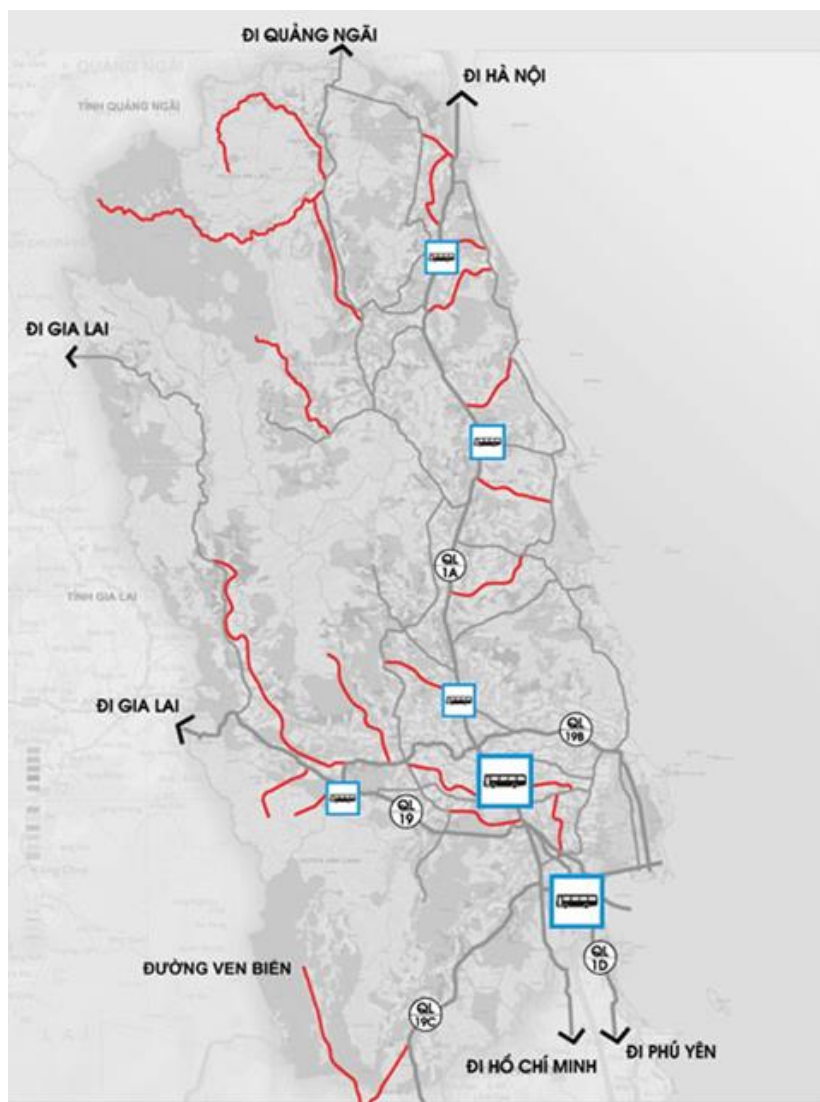 ĐI QUẢNG NGÃI
ĐI HÀ NỘI
QUẢNG NGÃI
TỈNH QUẢNG NGÃI
ĐI GIA LAI
QL
1A
TỈNH GIA LAI
ĐI GIA LAI
QL
19B
QL
19
ĐƯỜNG VEN BIỂN
QL
1D
QL
19C
ĐI HỒ CHÍ MINH
ĐI PHÚ YÊN